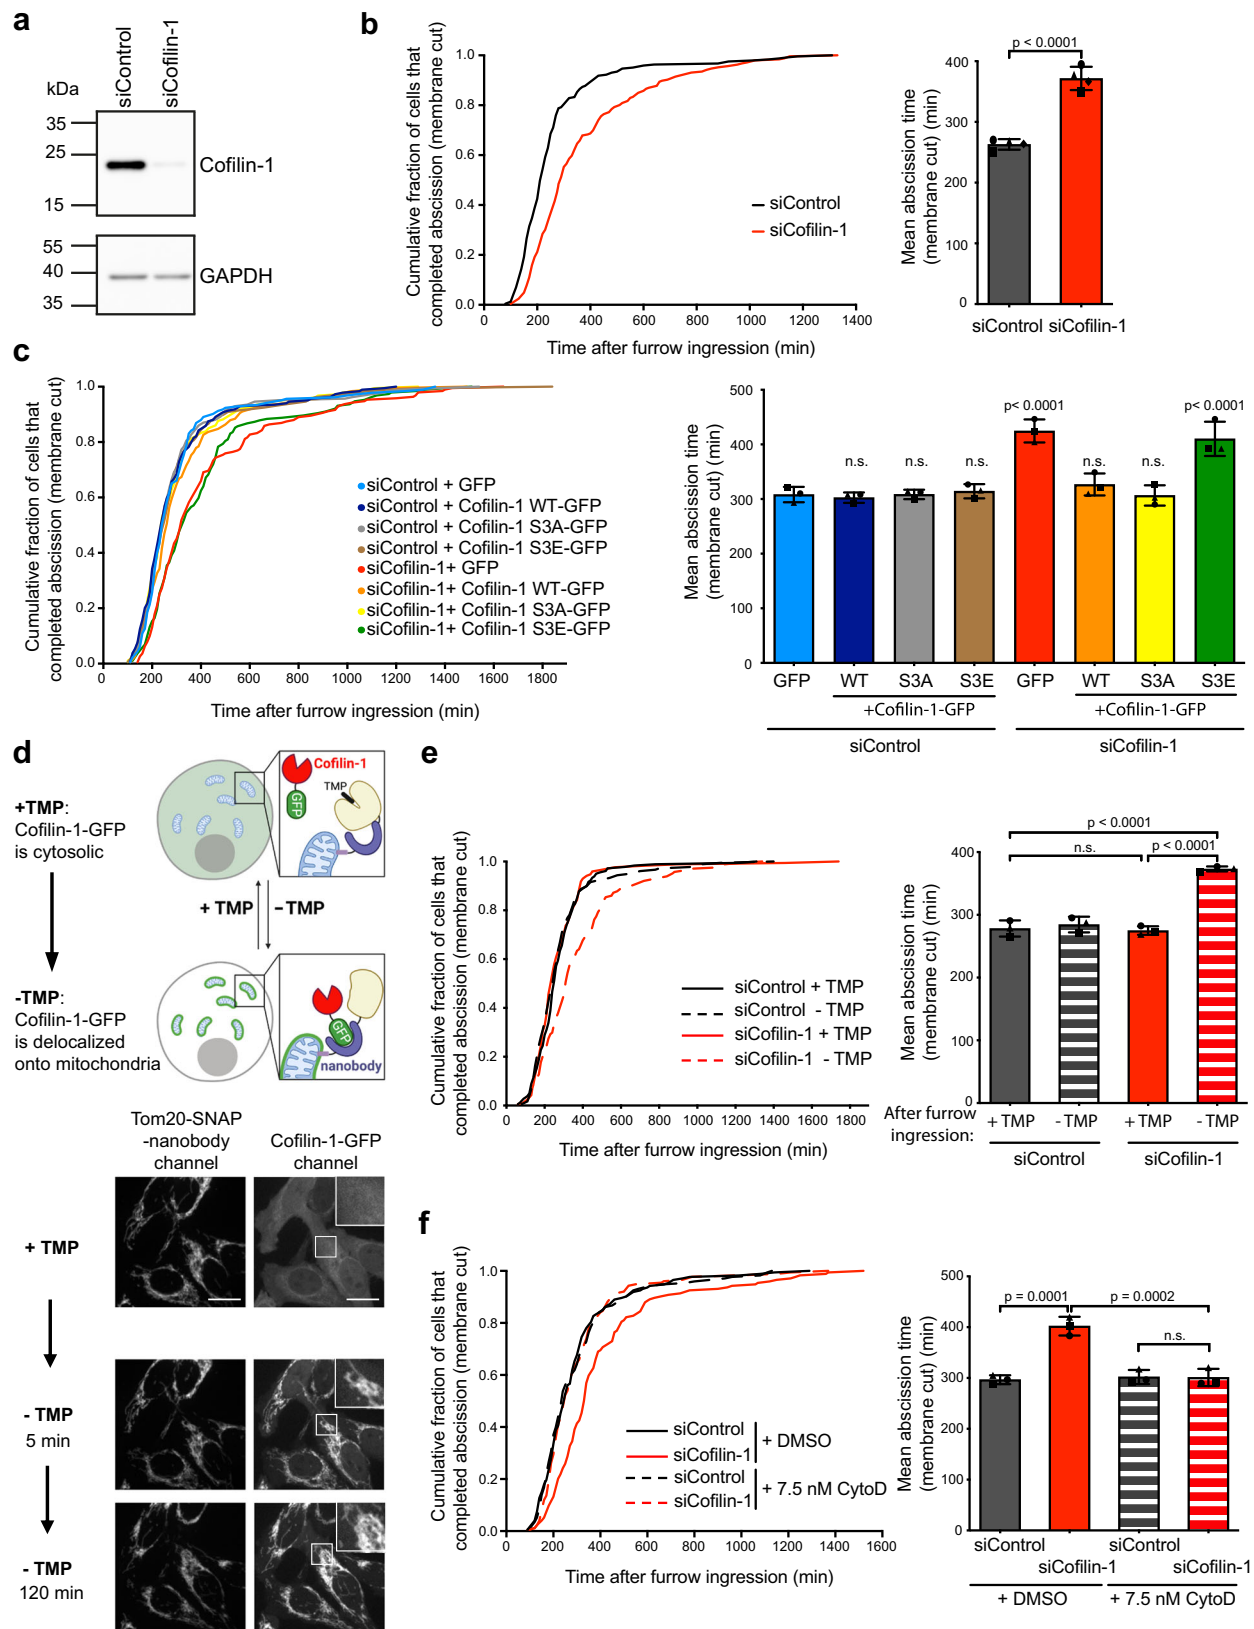 a
siControl
siCofilin-1
kDa
35
25
15
Cofilin-1
55
40
35
GAPDH
b
Cumulative fraction of cells that
completed abscission (membrane cut)
1.0
0.8
0.6
0.4
0.2
0.0
siControl
siCofilin-1
0 200 400 600 800 1000 1200 1400
Time after furrow ingression (min)
Mean abscission time
(membrane cut) (min)
p < 0.0001
400
300
200
100
0
siControl siCofilin-1
c
Cumulative fraction of cells that
completed abscission (membrane cut)
1.0
0.8
0.6
0.4
0.2
0.0
siControl + GFP
siControl + Cofilin-1 WT-GFP
siControl + Cofilin-1 S3A-GFP
siControl + Cofilin-1 S3E-GFP
siCofilin-1+ GFP
siCofilin-1+ Cofilin-1 WT-GFP
siCofilin-1+ Cofilin-1 S3A-GFP
siCofilin-1+ Cofilin-1 S3E-GFP
0 200 400 600 800 1000 1200 1400 1600 1800
Time after furrow ingression (min)
Mean abscission time
(membrane cut) (min)
500
400
300
200
100
0
n.s. n.s. n.s. p< 0.0001 n.s. n.s. p< 0.0001
GFP WT S3A S3E GFP WT S3A S3E
+Cofilin-1-GFP +Cofilin-1-GFP
siControl siCofilin-1
d
+TMP:
Cofilin-1-GFP
is cytosolic
Cofilin-1
TMP
GFP
+ TMP – TMP
-TMP:
Cofilin-1-GFP
is delocalized
onto mitochondria
GFP
nanobody
Tom20-SNAP
-nanobody
channel
Cofilin-1-GFP
channel
+ TMP
- TMP
5 min
- TMP
120 min
e
Cumulative fraction of cells that
completed abscission (membrane cut)
1.0
0.8
0.6
0.4
0.2
0.0
siControl + TMP
siControl - TMP
siCofilin-1 + TMP
siCofilin-1 - TMP
0 200 400 600 800 1000 1200 1400 1600 1800
Time after furrow ingression (min)
Mean abscission time
(membrane cut) (min)
p < 0.0001
n.s. p < 0.0001
400
300
200
100
0
After furrow
ingression:
+ TMP - TMP + TMP - TMP
siControl siCofilin-1
f
Cumulative fraction of cells that
completed abscission (membrane cut)
1.0
0.8
0.6
0.4
0.2
0.0
siControl
siCofilin-1
+ DMSO
siControl
siCofilin-1
+ 7.5 nM CytoD
0 200 400 600 800 1000 1200 1400 1600
Time after furrow ingression (min)
Mean abscission time
(membrane cut) (min)
p = 0.0001 p = 0.0002
n.s.
500
400
300
200
100
0
siControl siControl
siCofilin-1 siCofilin-1
+ DMSO + 7.5 nM CytoD